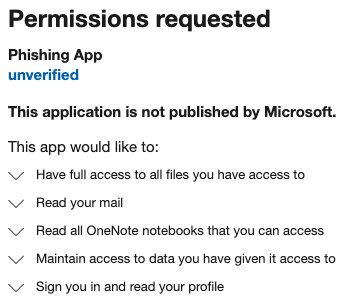 Permissions requested
Phishing App
unverified
This application is not published by Microsoft.
This app would like to:
Have full access to all files you have access to
Read your mail
Read all OneNote notebooks that you can access
Maintain access to data you have given it access to
Sign you in and read your profile